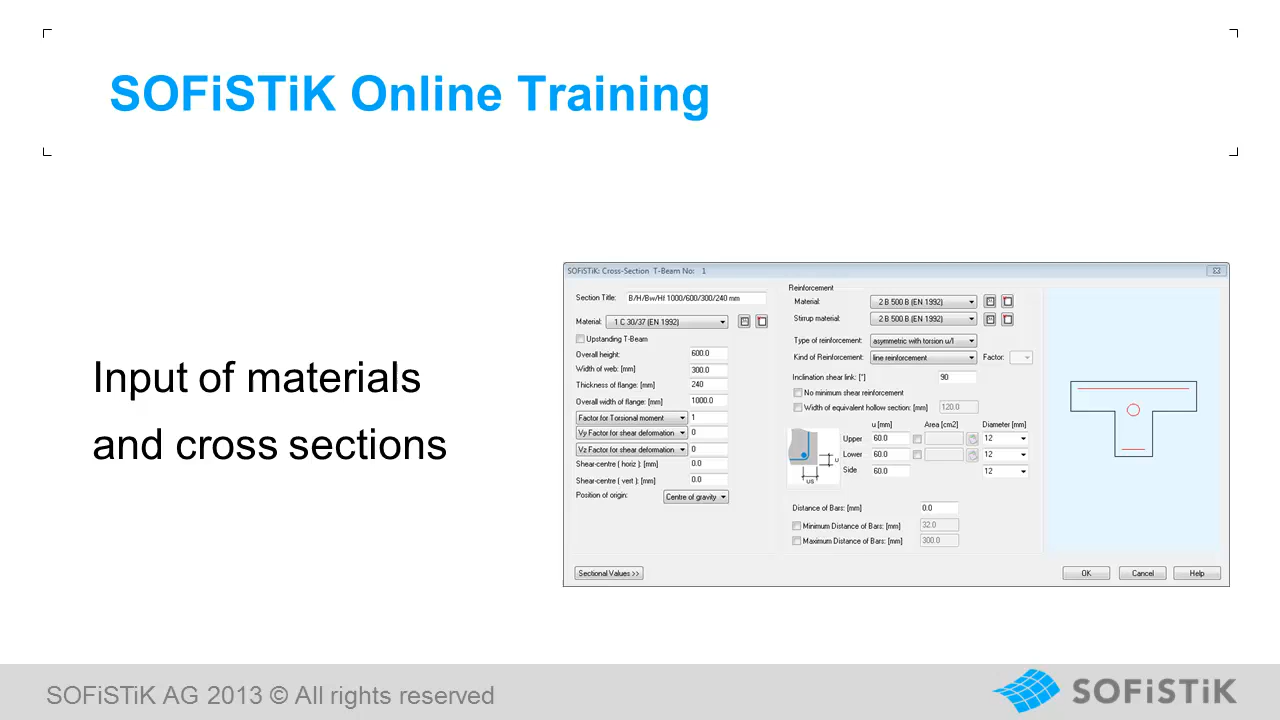 SOFiSTiK Online Training
Input of materials
and cross sections
SOFiSTiK: Cross-Section T-Beam No: 1
Section Title: B/H/Bw/Hf 1000/600/300/240 mm
Material: 1 C 30/37 (EN 1992)
Upstanding T-Beam
Overall height: 600.0
Width of web: [mm] 300.0
Thickness of flange: [mm] 240
Overall width of flange: [mm] 1000.0
Factor for Torsional moment 1
Vy Factor for shear deformation 0
Vz Factor for shear deformation 0
Shear-centre ( horiz ): [mm] 0.0
Shear-centre ( vert ): [mm] 0.0
Position of origin: Centre of gravity
Sectional Values >>
Reinforcement
Material: 2 B 500 B (EN 1992)
Stirrup material: 2 B 500 B (EN 1992)
Type of reinforcement: asymmetric with torsion u/l
Kind of Reinforcement: line reinforcement Factor:
Inclination shear link: [°] 90
No minimum shear reinforcement
Width of equivalent hollow section: [mm] 120.0
u [mm] Area [cm2] Diameter [mm]
Upper 60.0 12
Lower 60.0 12
Side 60.0 12
u
us
Distance of Bars: [mm] 0.0
Minimum Distance of Bars: [mm] 32.0
Maximum Distance of Bars: [mm] 300.0
OK Cancel Help
SOFiSTiK AG 2013 © All rights reserved
SOFiSTiK